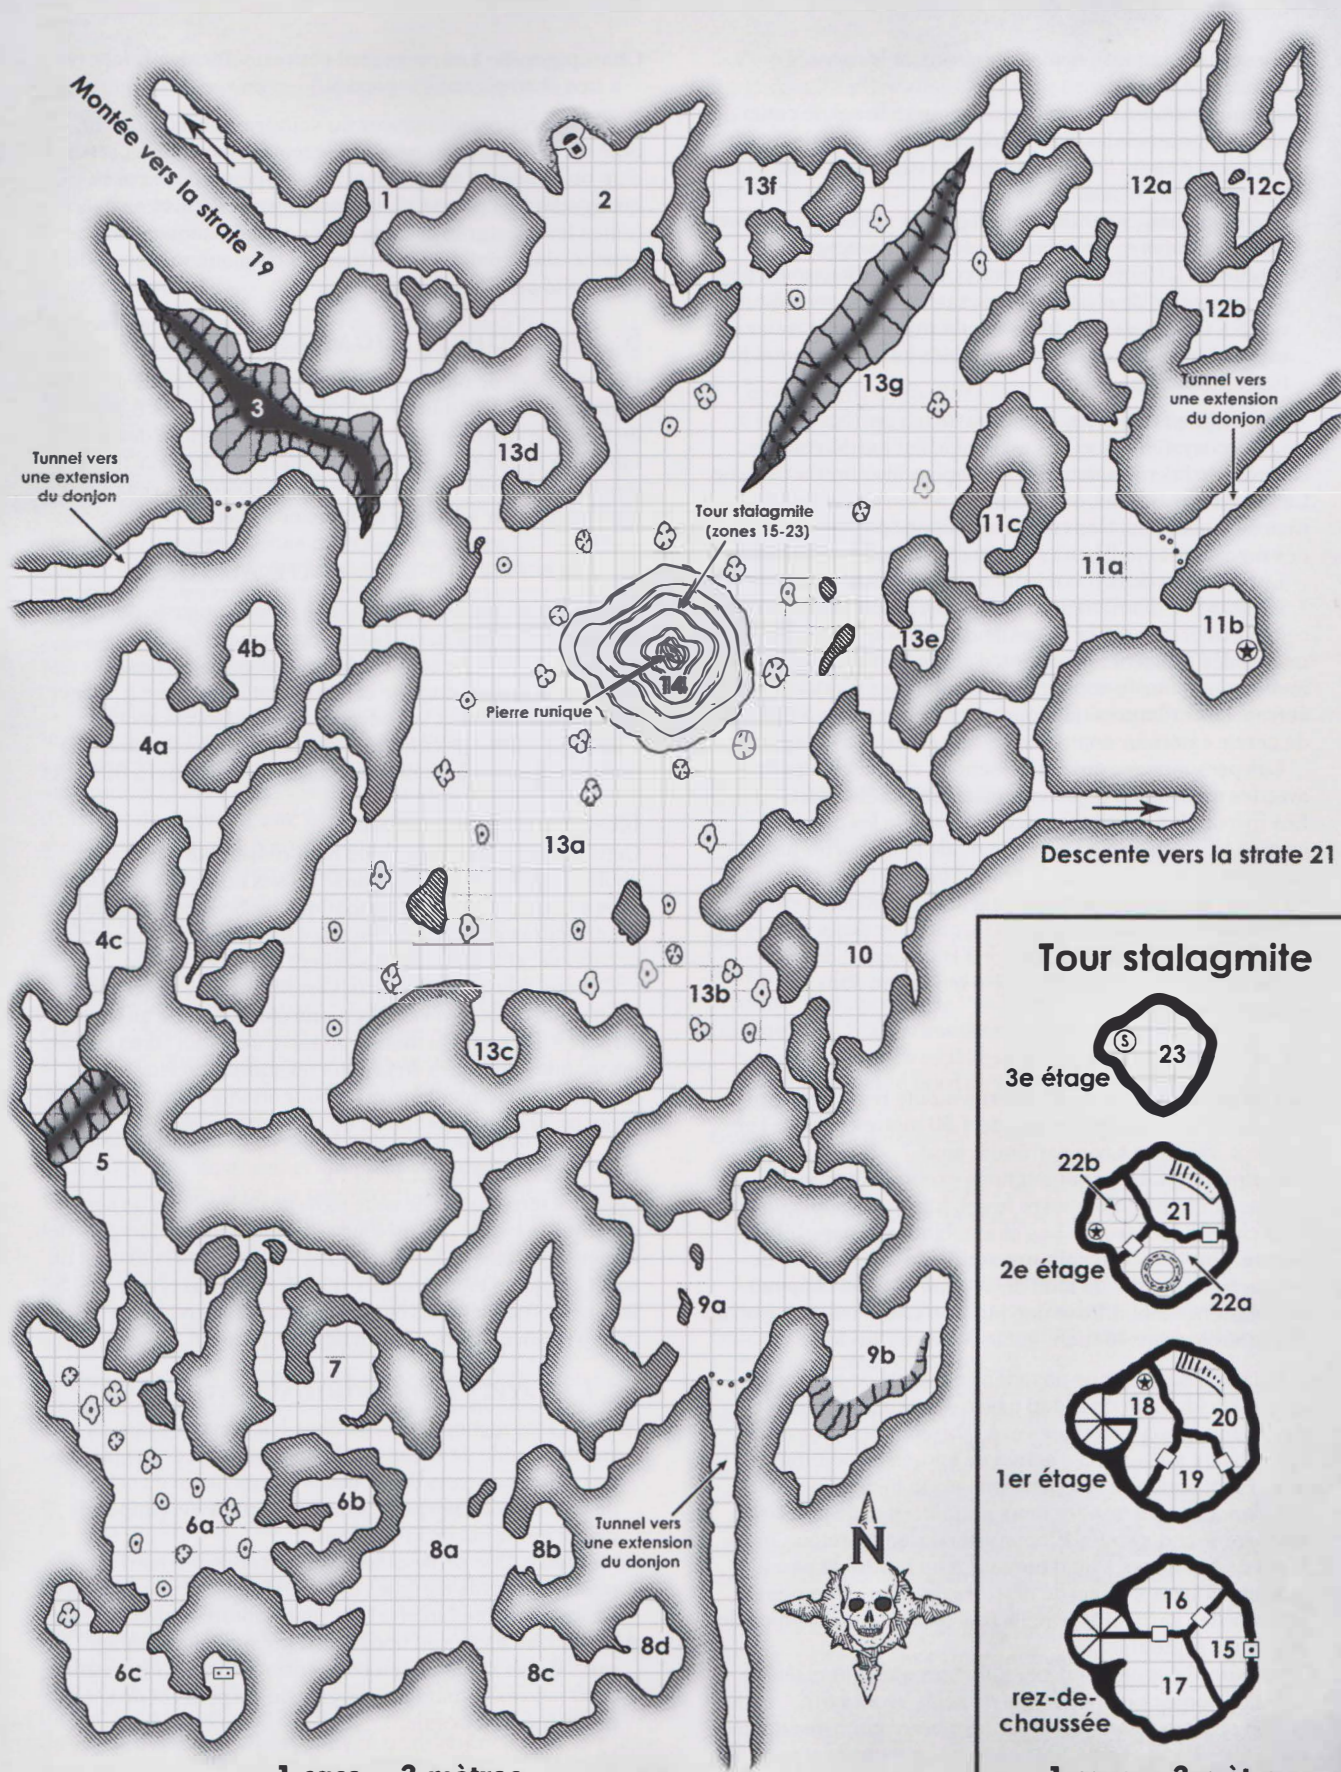 Montée vers la strate 19
1
2
13f
12a
12c
12b
3
13g
Tunnel vers
une extension
du donjon
Tunnel vers
une extension
du donjon
13d
Tour stalagmite
(zones 15-23)
11c
11a
4b
13e
11b
14
Pierre runique
4a
13a
Descente vers la strate 21
4c
10
13b
13c
5
9a
9b
7
6b
6a
8a
8b
Tunnel vers
une extension
du donjon
N
6c
8c
8d
Tour stalagmite
S
23
3e étage
22b
21
2e étage
22a
18
20
1er étage
19
16
15
17
rez-de-
chaussée